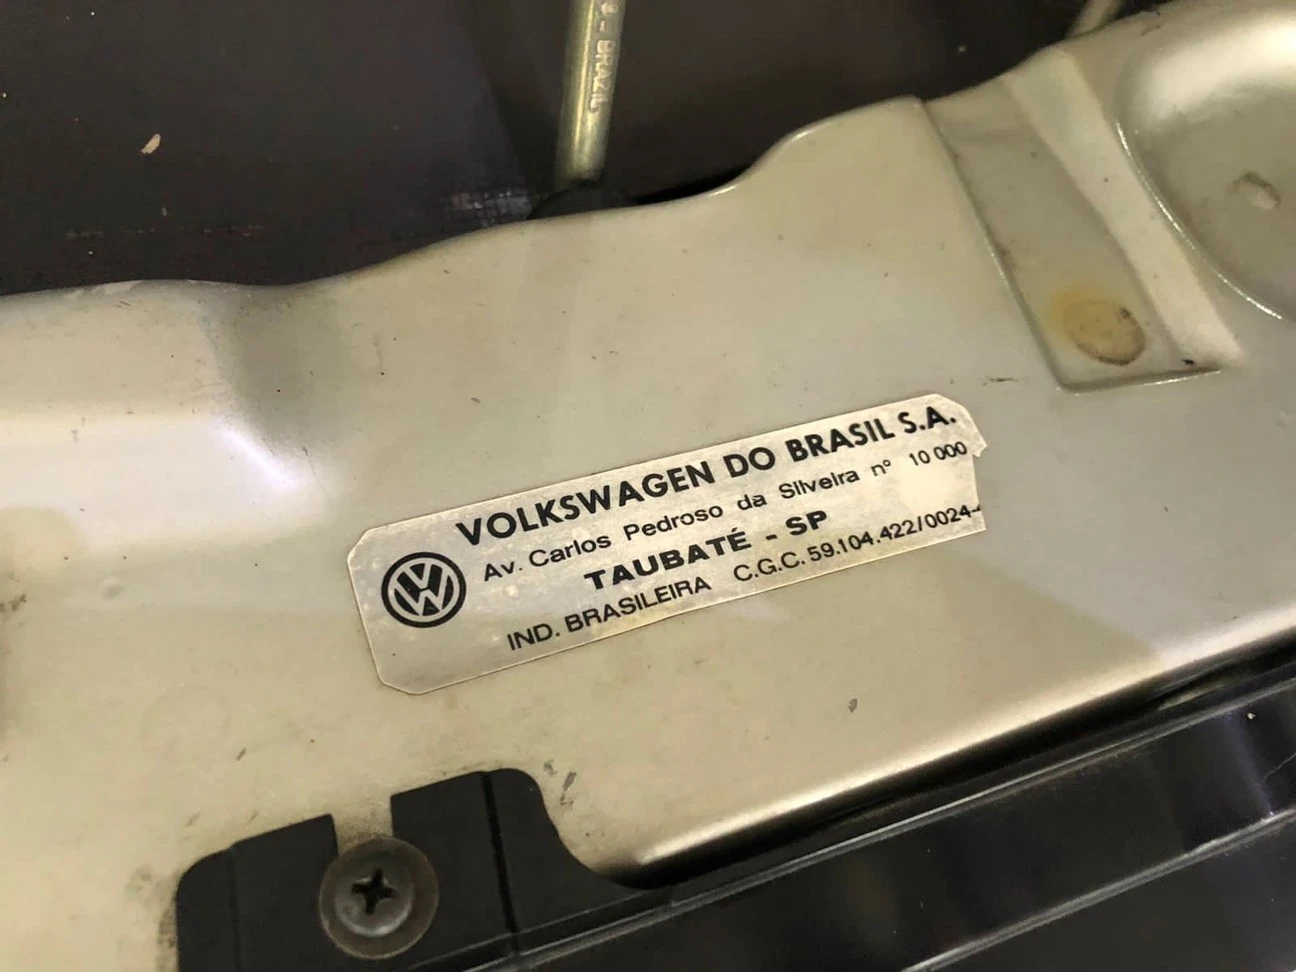 - BRAZIL
VOLKSWAGEN DO BRASIL S.A.
Av. Carlos Pedroso da Silveira nº 10 000
TAUBATÉ - SP
IND. BRASILEIRA C.G.C. 59.104.422/0024-